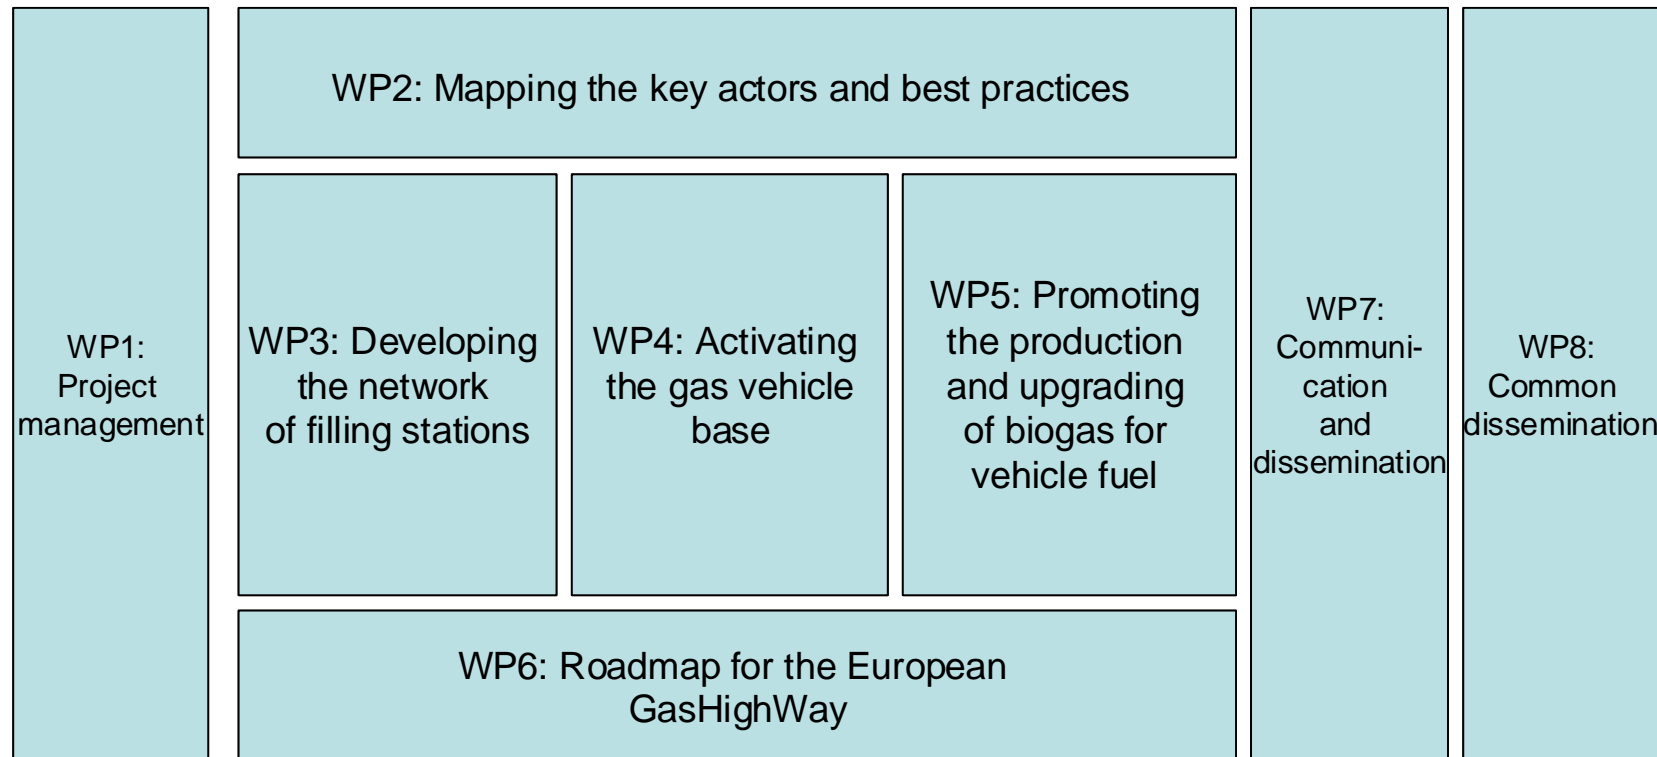 WP1:
Project
management
WP2: Mapping the key actors and best practices
WP3: Developing
the network
of filling stations
WP4: Activating
the gas vehicle
base
WP5: Promoting
the production
and upgrading
of biogas for
vehicle fuel
WP6: Roadmap for the European
GasHighWay
WP7:
Communi-
cation
and
dissemination
WP8:
Common
dissemination